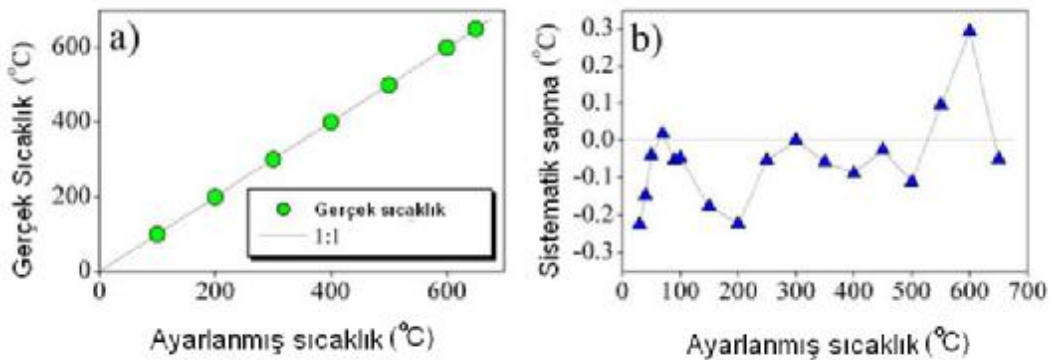 a)
Gerçek Sıcaklık (°C)
600
400
200
0
Gerçek sıcaklık
1:1
0 200 400 600
Ayarlanmış sıcaklık (°C)
b)
Sistematik sapma (°C)
0.3
0.2
0.1
0.0
-0.1
-0.2
-0.3
0 100 200 300 400 500 600 700
Ayarlanmış sıcaklık (°C)